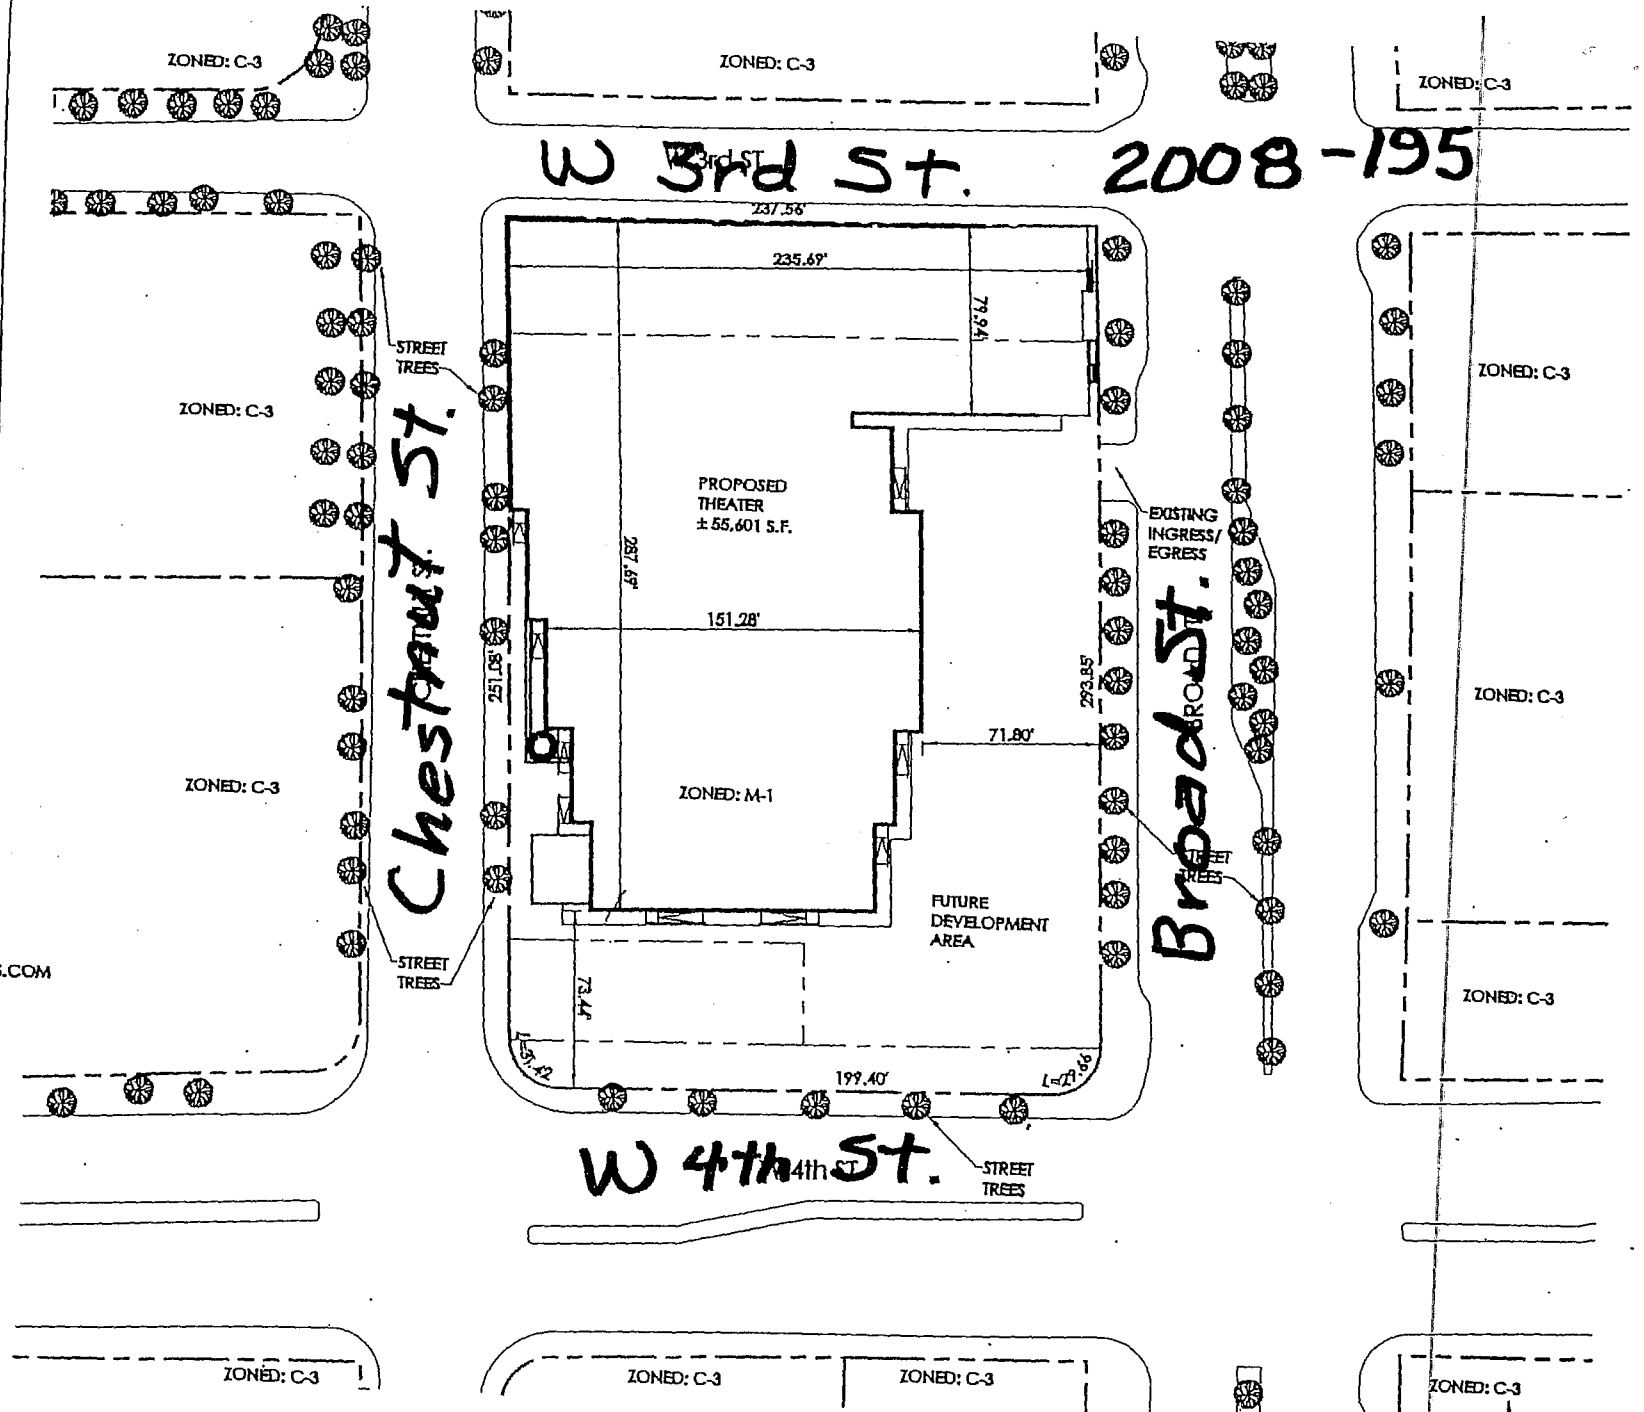 ZONED: C-3
ZONED: C-3
ZONED: C-3
W 3rd St.
W 3rd ST
2008-195
237.56'
235.69'
79.94'
STREET
TREES
ZONED: C-3
ZONED: C-3
Chestnut St.
PROPOSED
THEATER
± 55,601 S.F.
287.69'
EXISTING
INGRESS/
EGRESS
151.28'
251.08'
293.85'
Broad St.
BROAD ST
71.80'
ZONED: C-3
ZONED: C-3
ZONED: M-1
STREET
TREES
FUTURE
DEVELOPMENT
AREA
S.COM
STREET
TREES
73.44'
ZONED: C-3
L=31.42
199.40'
L=29.66
W 4th St.
W 4th ST
STREET
TREES
ZONED: C-3
ZONED: C-3
ZONED: C-3
ZONED: C-3